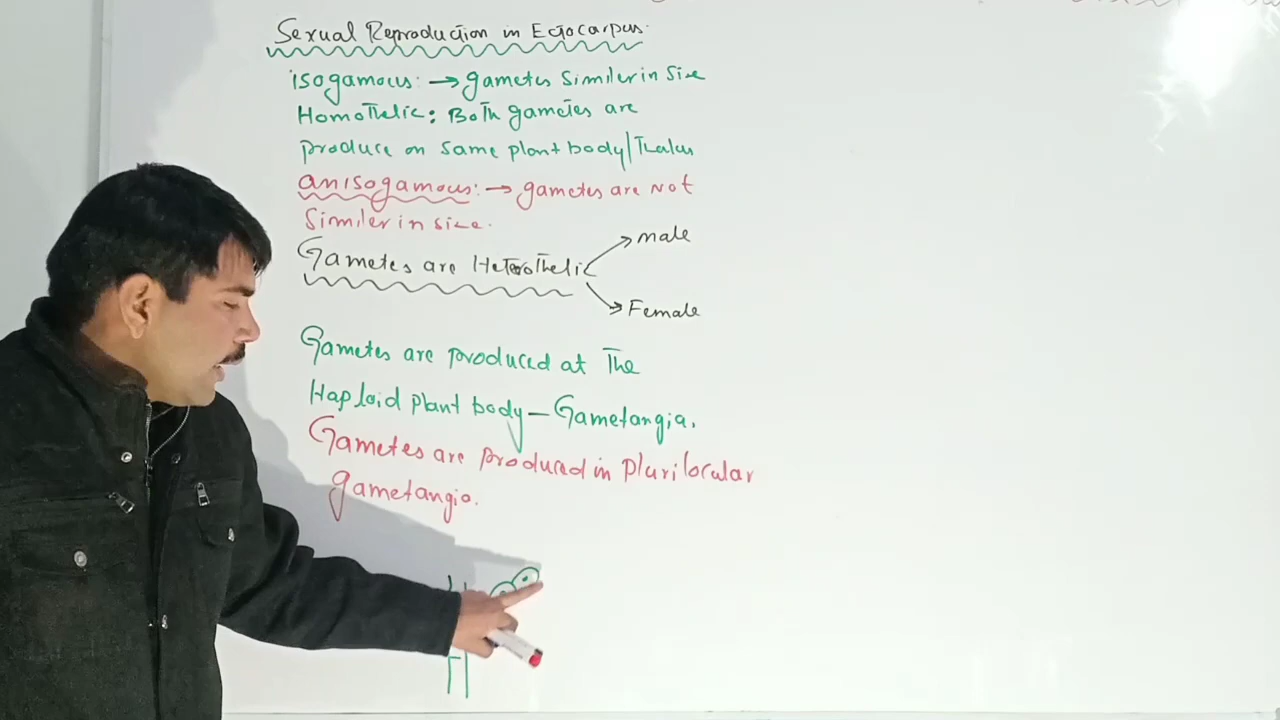 Sexual Reproduction in Ectocarpus.
isogamous: → gametes Similer in Size
Homothelic: Both gametes are
produce on same plant body/Thalus
anisogamous: → gametes are Not
Similer in size.
Gametes are Heterothelic
male
Female
Gametes are produced at The
Haploid plant body - Gametangia.
Gametes are produced in plurilocular
gametangia.